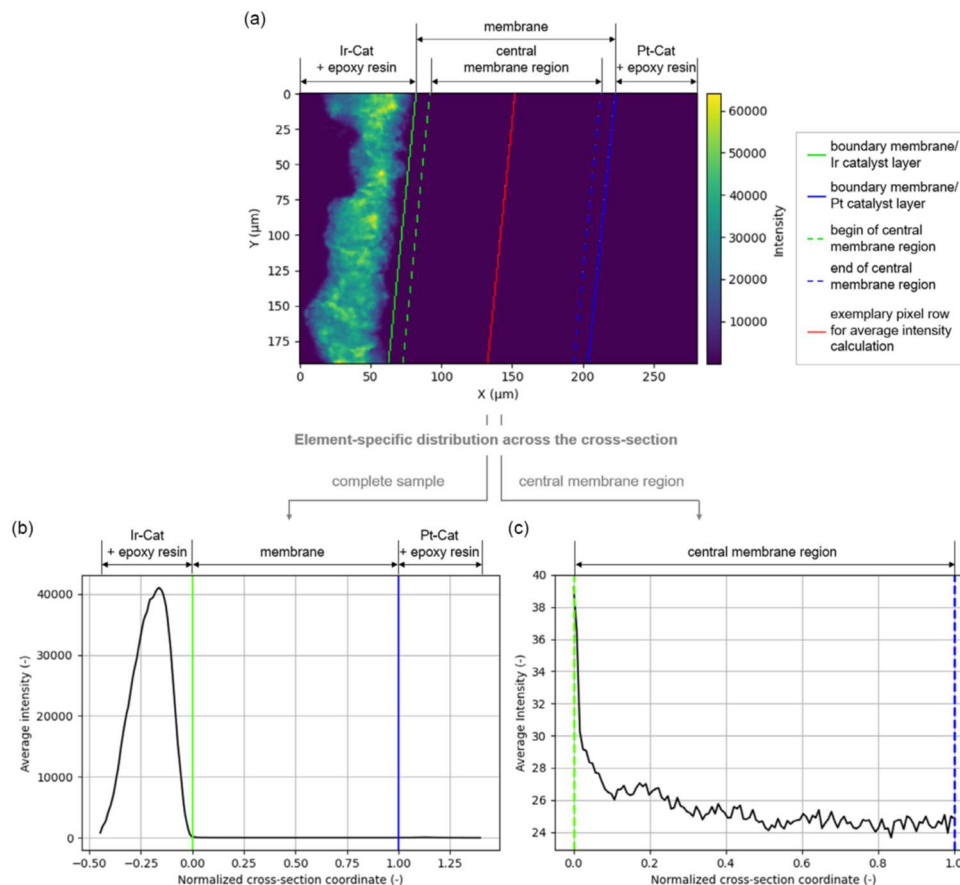 (a)
membrane
Ir-Cat
+ epoxy resin
central
membrane region
Pt-Cat
+ epoxy resin
0
25
50
75
100
125
150
175
Y (µm)
0 50 100 150 200 250
X (µm)
60000
50000
40000
30000
20000
10000
Intensity
boundary membrane/
Ir catalyst layer
boundary membrane/
Pt catalyst layer
begin of central
membrane region
end of central
membrane region
exemplary pixel row
for average intensity
calculation
Element-specific distribution across the cross-section
complete sample
central membrane region
(b)
Ir-Cat
+ epoxy resin
membrane
Pt-Cat
+ epoxy resin
40000
30000
20000
10000
0
Average intensity (-)
−0.50 −0.25 0.00 0.25 0.50 0.75 1.00 1.25
Normalized cross-section coordinate (-)
(c)
central membrane region
40
38
36
34
32
30
28
26
24
Average Intensity (-)
0.0 0.2 0.4 0.6 0.8 1.0
Normalized cross-section coordinate (-)